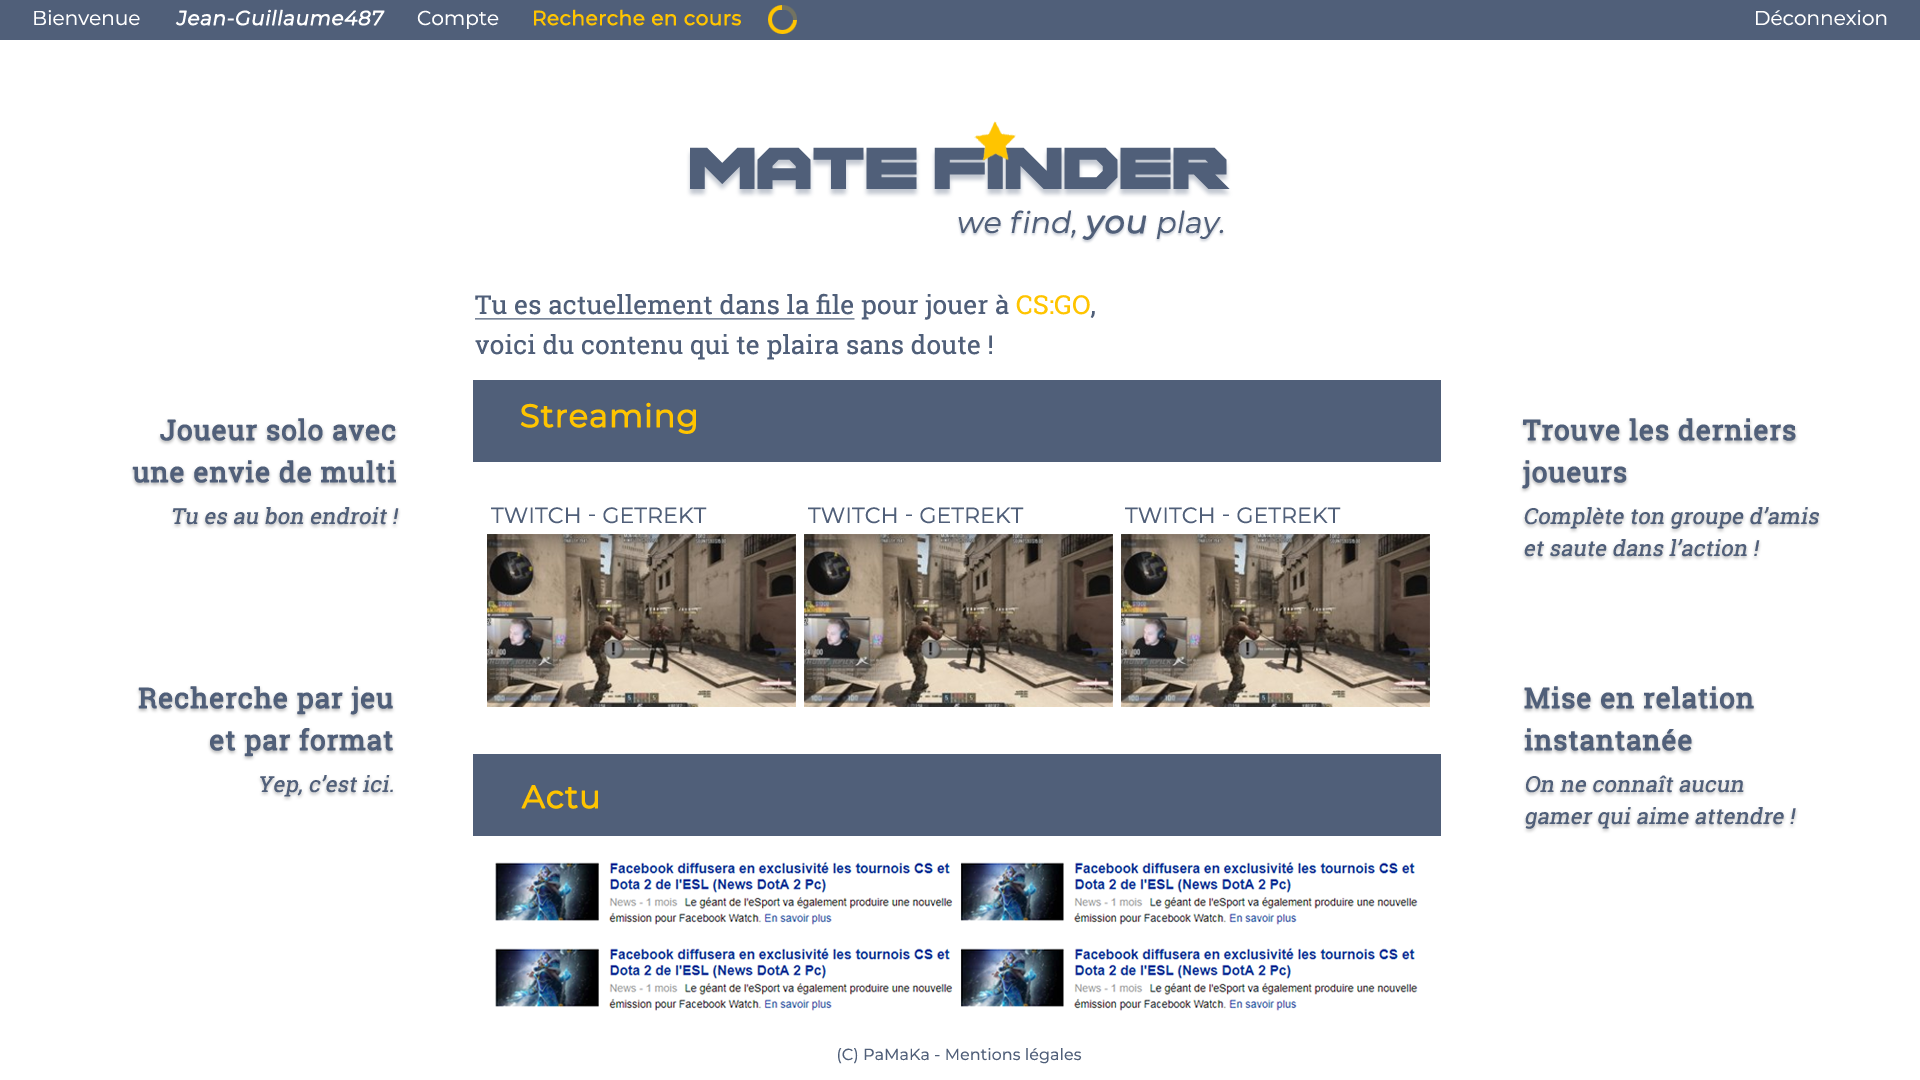 Bienvenue Jean-Guillaume487 Compte Recherche en cours Déconnexion
MATE FINDER
we find, you play.
Tu es actuellement dans la file pour jouer à CS:GO,
voici du contenu qui te plaira sans doute !
Joueur solo avec
une envie de multi
Tu es au bon endroit !
Recherche par jeu
et par format
Yep, c’est ici.
Streaming
TWITCH - GETREKT
TWITCH - GETREKT
TWITCH - GETREKT
Actu
Facebook diffusera en exclusivité les tournois CS et
Dota 2 de l'ESL (News DotA 2 Pc)
News - 1 mois Le géant de l'eSport va également produire une nouvelle
émission pour Facebook Watch. En savoir plus
Facebook diffusera en exclusivité les tournois CS et
Dota 2 de l'ESL (News DotA 2 Pc)
News - 1 mois Le géant de l'eSport va également produire une nouvelle
émission pour Facebook Watch. En savoir plus
Facebook diffusera en exclusivité les tournois CS et
Dota 2 de l'ESL (News DotA 2 Pc)
News - 1 mois Le géant de l'eSport va également produire une nouvelle
émission pour Facebook Watch. En savoir plus
Facebook diffusera en exclusivité les tournois CS et
Dota 2 de l'ESL (News DotA 2 Pc)
News - 1 mois Le géant de l'eSport va également produire une nouvelle
émission pour Facebook Watch. En savoir plus
Trouve les derniers
joueurs
Complète ton groupe d’amis
et saute dans l’action !
Mise en relation
instantanée
On ne connaît aucun
gamer qui aime attendre !
(C) PaMaKa - Mentions légales